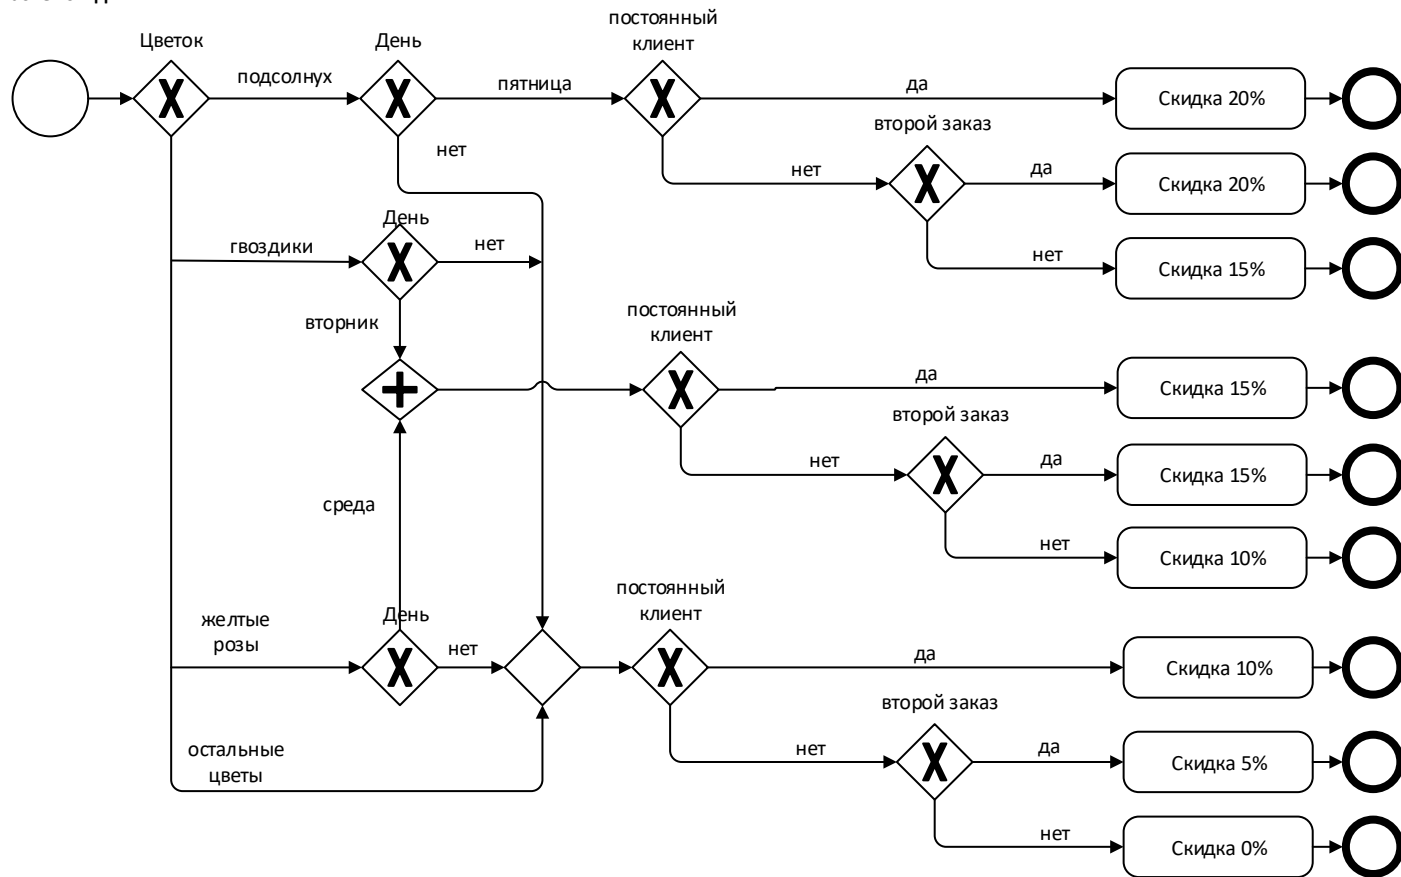 Цветок
День
постоянный
клиент
подсолнух
пятница
да
Скидка 20%
второй заказ
нет
нет
да
Скидка 20%
День
гвоздики
нет
нет
Скидка 15%
вторник
постоянный
клиент
да
Скидка 15%
второй заказ
нет
да
Скидка 15%
среда
нет
Скидка 10%
постоянный
клиент
День
желтые
розы
нет
да
Скидка 10%
второй заказ
остальные
цветы
нет
да
Скидка 5%
нет
Скидка 0%